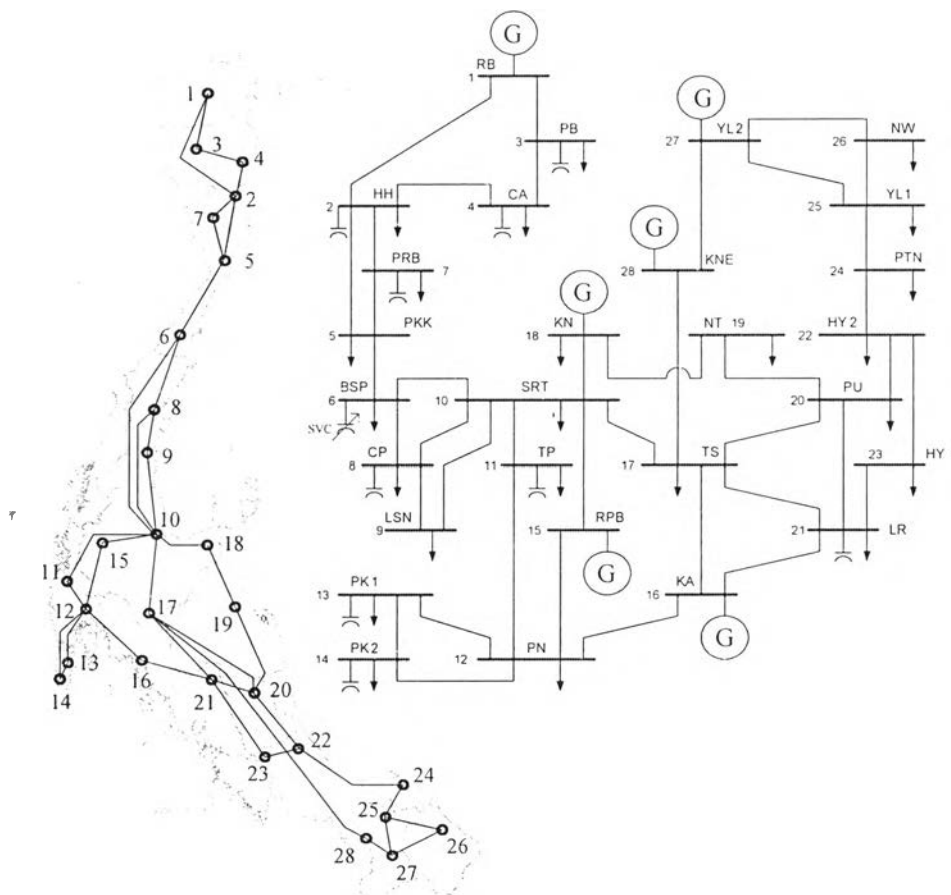 1
3
4
2
7
5
6
8
9
10
15
18
11
12
17
19
13
14
16
21
20
22
23
24
25
26
28
27
G
RB
1
G
PB
3
YL2
27
NW
26
HH
2
CA
4
YL1
25
G
PRB
7
KNE
28
PTN
24
G
PKK
5
KN
18
NT 19
HY2
22
BSP
6
SRT
10
PU
20
SVC
CP
8
TP
11
TS
17
HY
23
LSN
9
RPB
15
LR
21
G
PK1
13
KA
16
PK2
14
PN
12
G